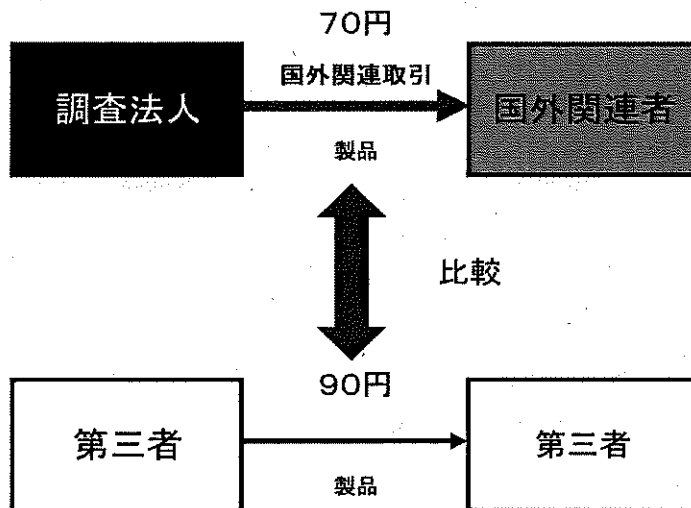 70円
調査法人
国外関連取引
国外関連者
製品
比較
90円
第三者
第三者
製品